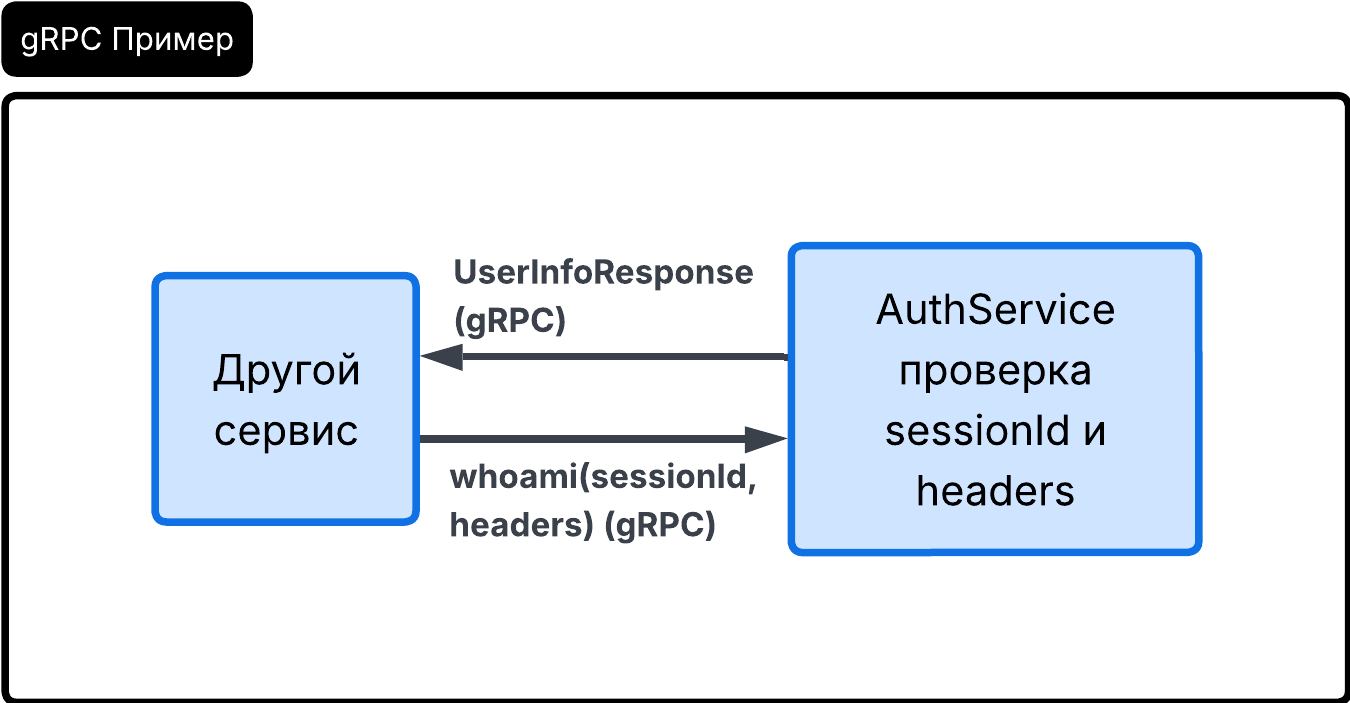 gRPC Пример
UserInfoResponse
(gRPC)
Другой
сервис
whoami(sessionId,
headers) (gRPC)
AuthService
проверка
sessionId и
headers